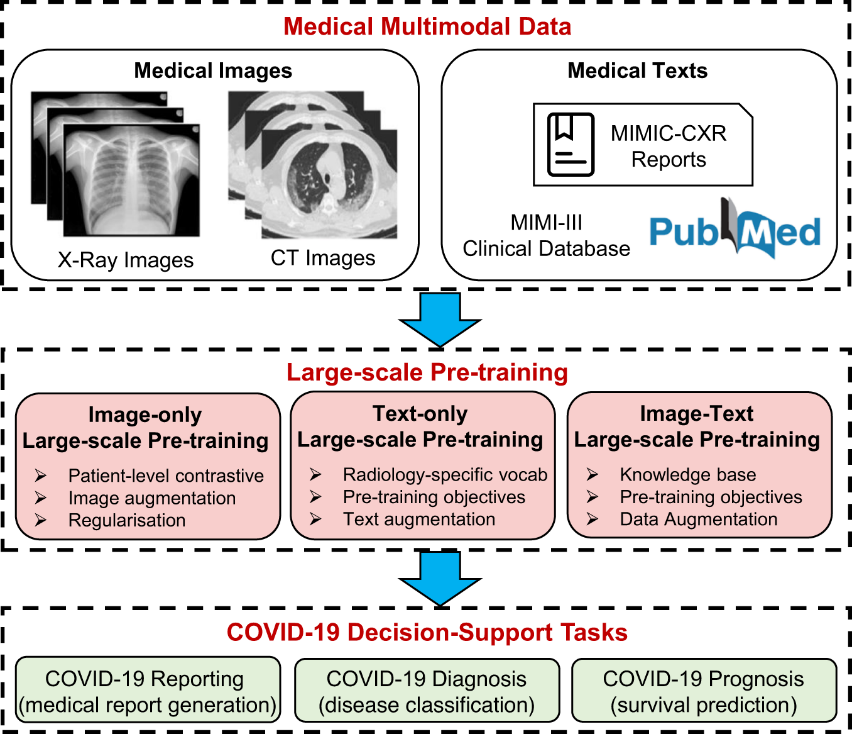 Medical Multimodal Data
Medical Images
X-Ray Images
CT Images
Medical Texts
MIMIC-CXR
Reports
MIMI-III
Clinical Database
PubMed
Large-scale Pre-training
Image-only
Large-scale Pre-training
➢ Patient-level contrastive
➢ Image augmentation
➢ Regularisation
Text-only
Large-scale Pre-training
➢ Radiology-specific vocab
➢ Pre-training objectives
➢ Text augmentation
Image-Text
Large-scale Pre-training
➢ Knowledge base
➢ Pre-training objectives
➢ Data Augmentation
COVID-19 Decision-Support Tasks
COVID-19 Reporting
(medical report generation)
COVID-19 Diagnosis
(disease classification)
COVID-19 Prognosis
(survival prediction)